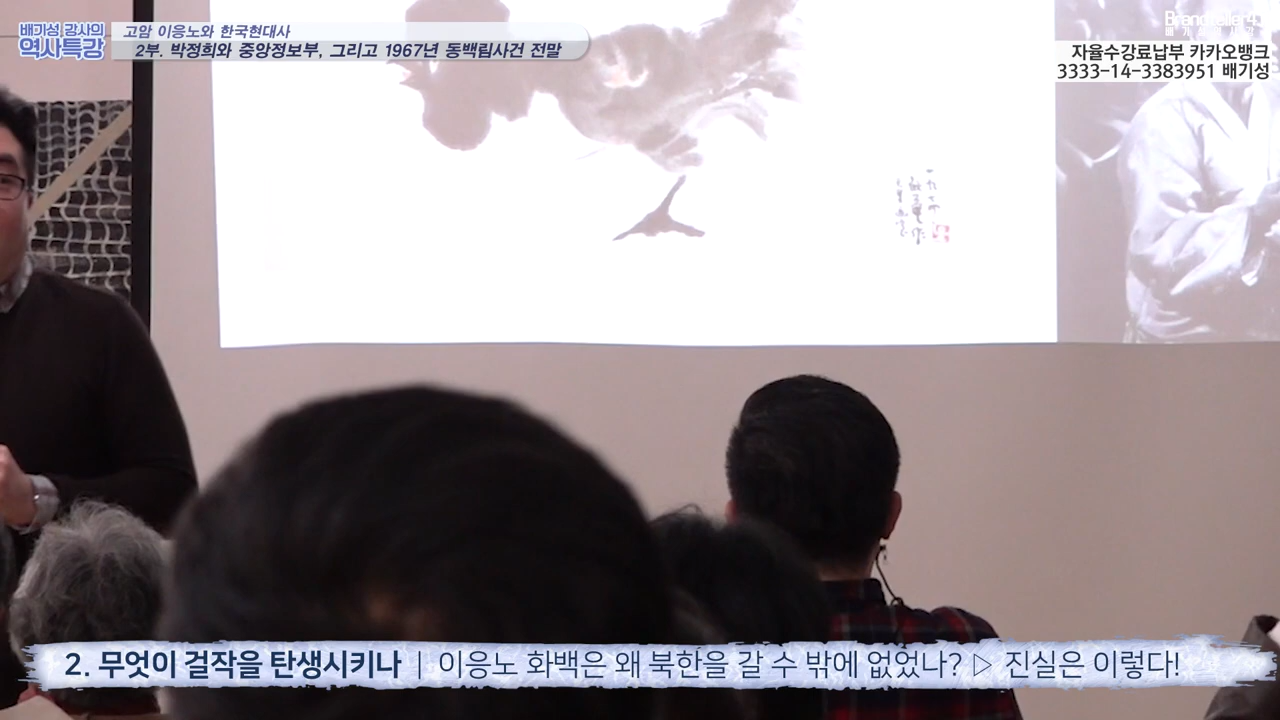 배기성 강사의
역사특강
고암 이응노와 한국현대사
2부. 박정희와 중앙정보부, 그리고 1967년 동백림사건 전말
자율수강료납부 카카오뱅크
3333-14-3383951 배기성
2. 무엇이 걸작을 탄생시키나 | 이응노 화백은 왜 북한을 갈 수 밖에 없었나? ▷ 진실은 이렇다!